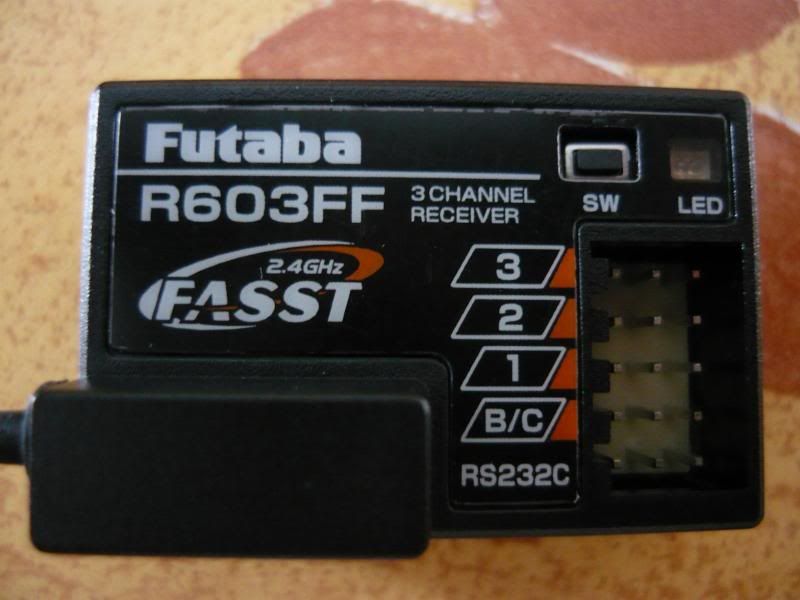 Futaba
R603FF
3 CHANNEL
RECEIVER
SW
LED
2.4GHz
FASST
3
2
1
B/C
RS232C